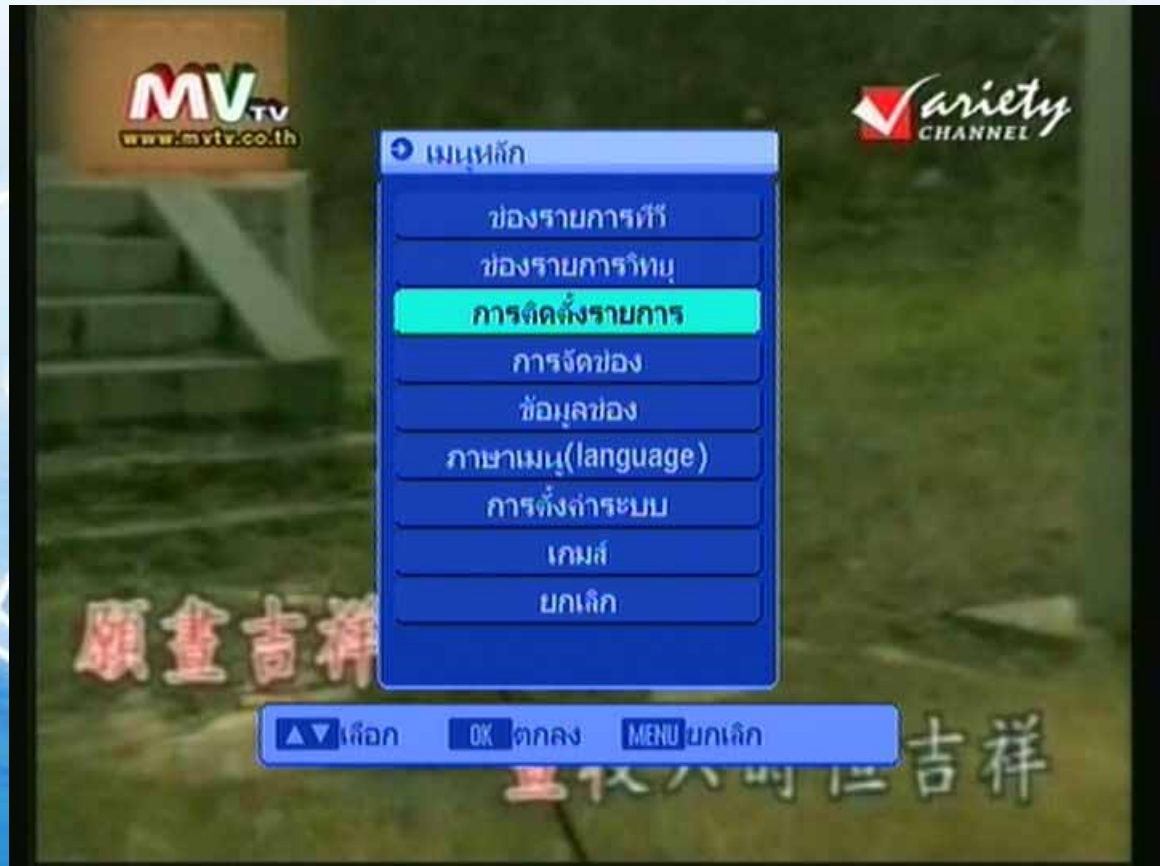 MVTV
www.mvtv.co.th
Variety
CHANNEL
เมนูหลัก
ช่องรายการทีวี
ช่องรายการวิทยุ
การติดตั้งรายการ
การจัดช่อง
ข้อมูลช่อง
ภาษาเมนู(language)
การตั้งค่าระบบ
เกมส์
ยกเลิก
願畫吉祥
▲▼เลือก OK ตกลง MENU ยกเลิก
吉祥